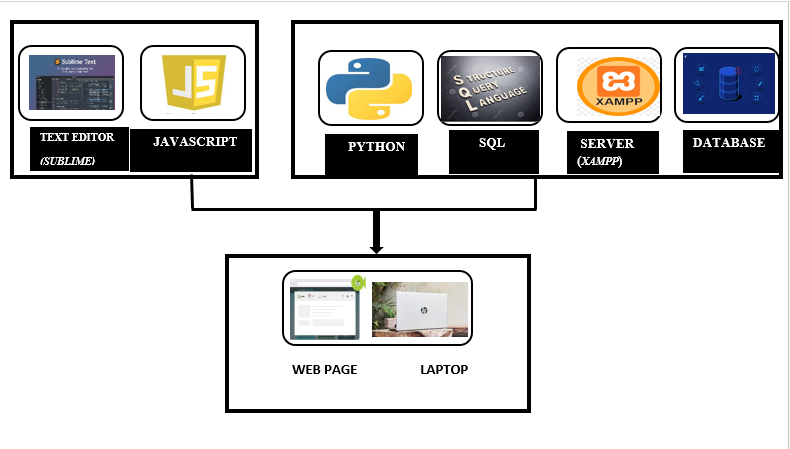 Sublime Text
JS
STRUCTURE
QUERY
LANGUAGE
XAMPP
TEXT EDITOR
(SUBLIME)
JAVASCRIPT
PYTHON
SQL
SERVER
(XAMPP)
DATABASE
hp
WEB PAGE
LAPTOP